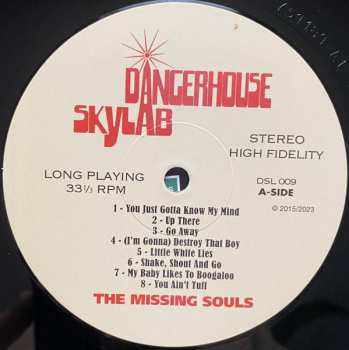 DANGERHOUSE
SKYLAB
STEREO
HIGH FIDELITY
LONG PLAYING
33⅓ RPM
DSL 009
A-SIDE
© 2015/2023
1 - You Just Gotta Know My Mind
2 - Up There
3 - Go Away
4 - (I'm Gonna) Destroy That Boy
5 - Little White Lies
6 - Shake, Shout and Go
7 - My Baby Likes To Boogaloo
8 - You Ain't Tuff
THE MISSING SOULS